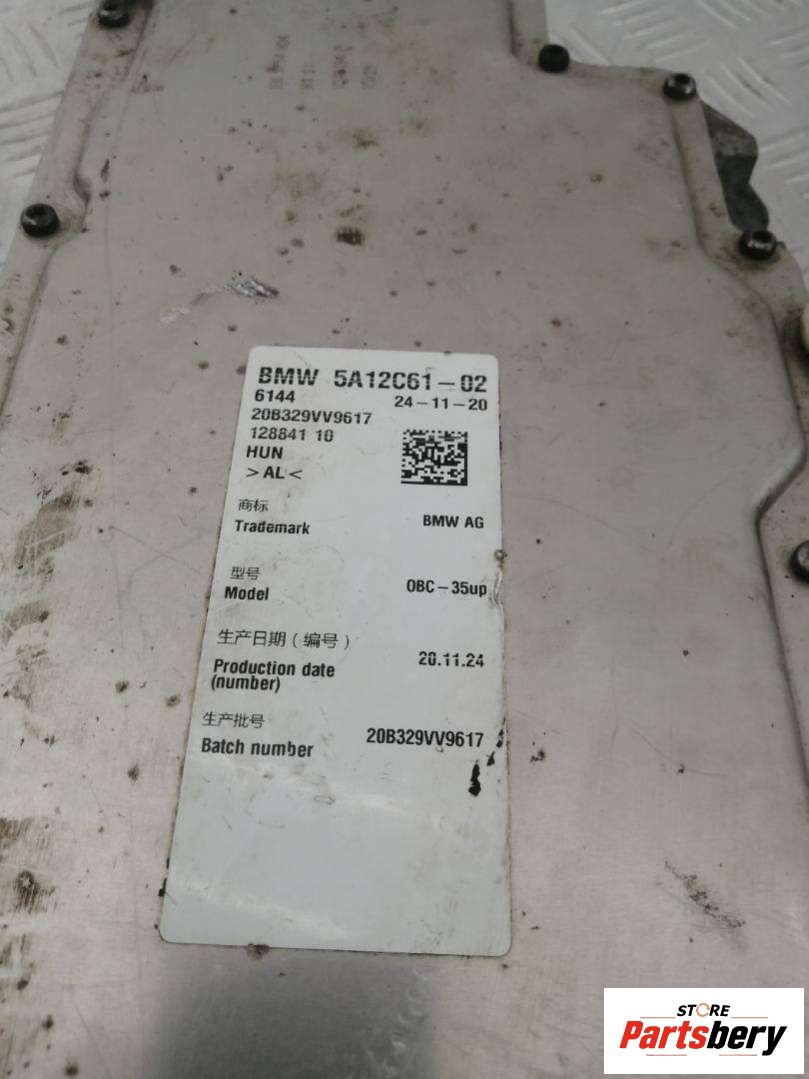 BMW 5A12C61-02
6144 24-11-20
20B329VV9617
128841 10
HUN
>AL<
商标
Trademark BMW AG
型号
Model OBC-35up
生产日期(编号)
Production date
(number) 20.11.24
生产批号
Batch number 20B329VV9617
STORE
Partsbery